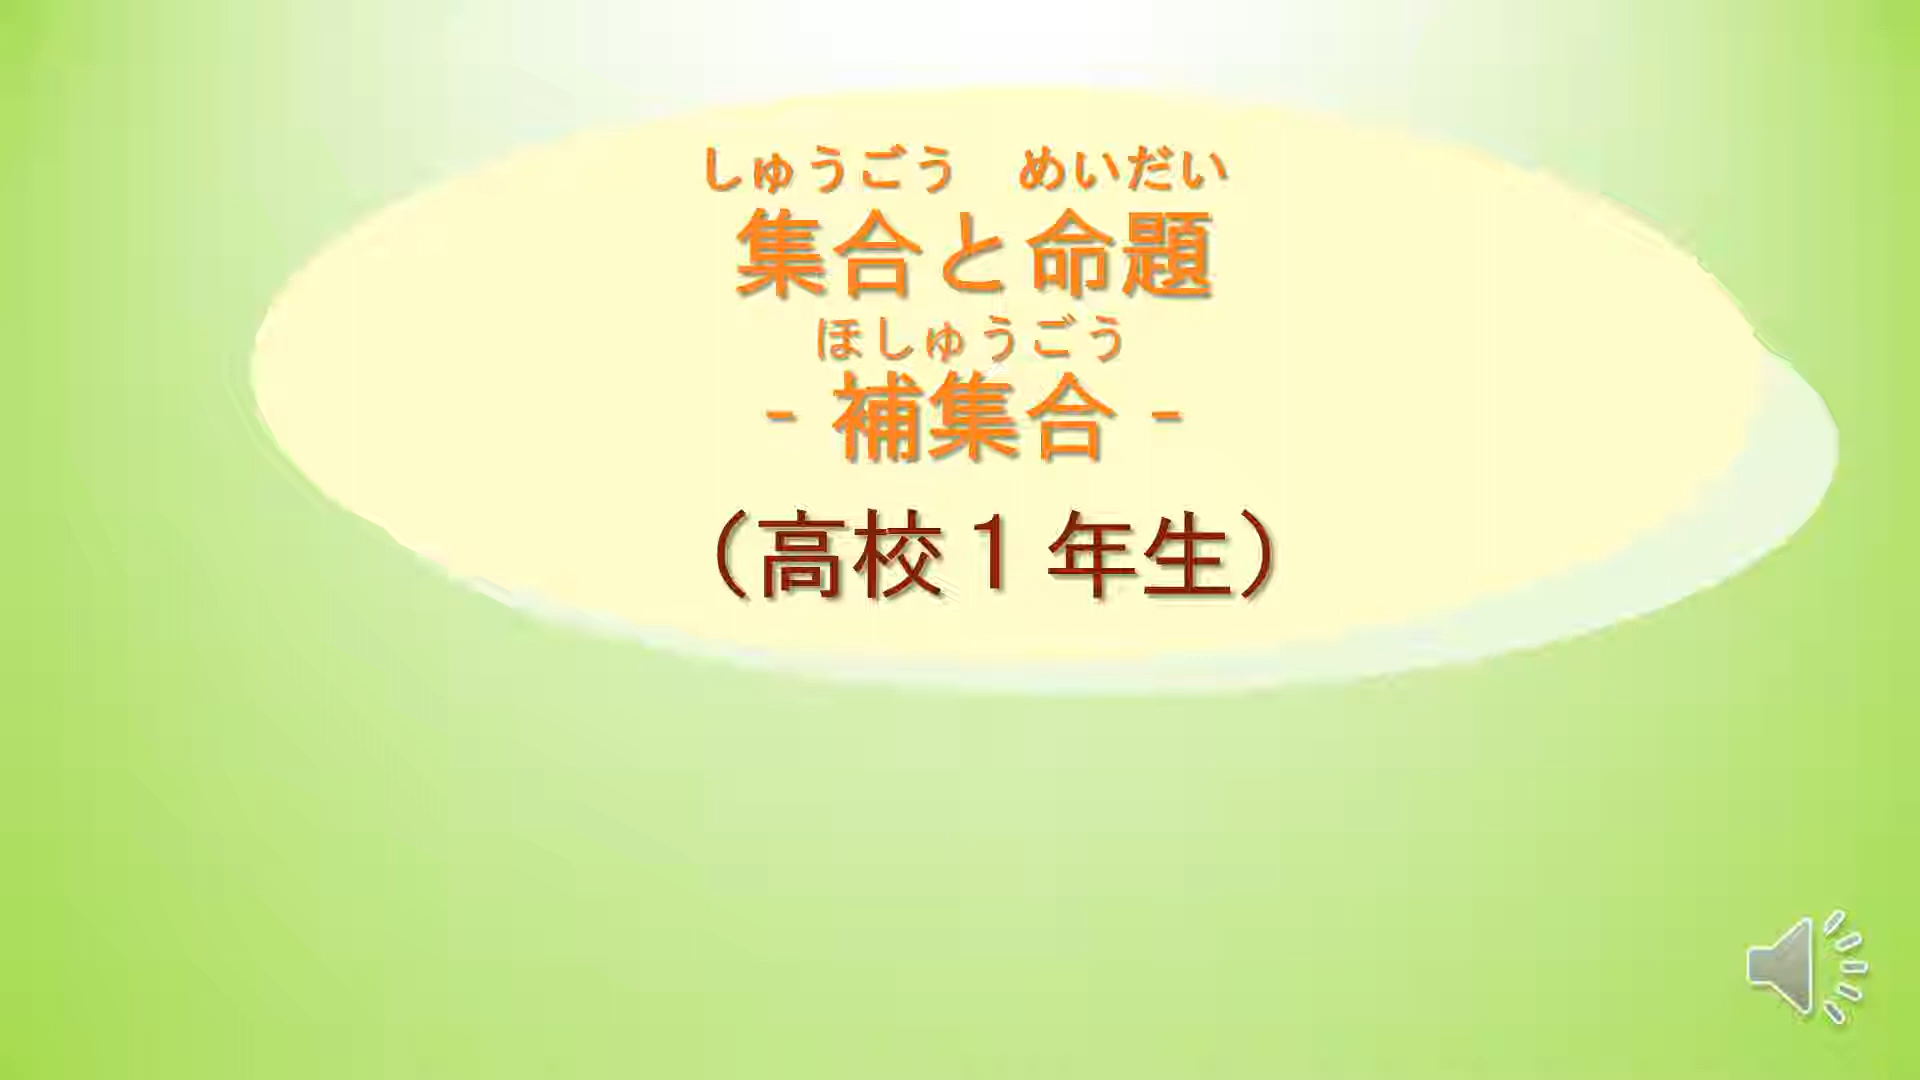 しゅうごう　めいだい
集合と命題
ほしゅうごう
- 補集合 -
（高校１年生）